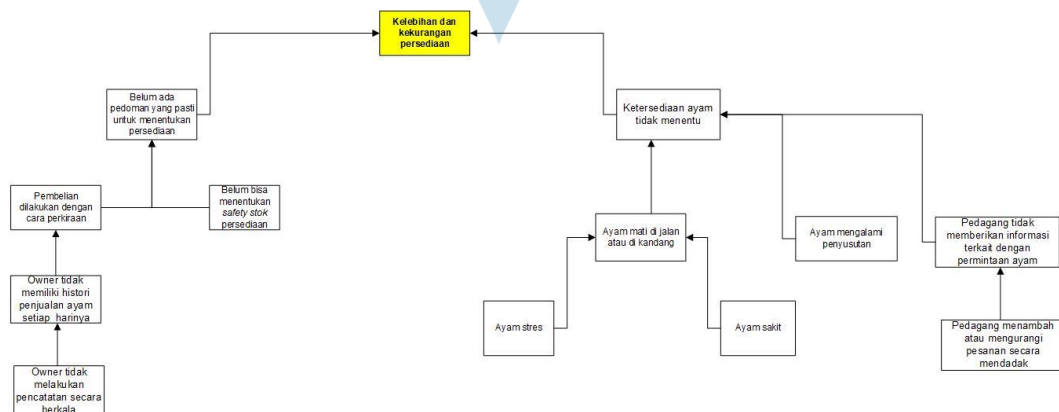 Kelebihan dan
kekurangan
persediaan
Belum ada
pedoman yang pasti
untuk menentukan
persediaan
Ketersediaan ayam
tidak menentu
Pembelian
dilakukan dengan
cara perkiraan
Belum bisa
menentukan
safety stok
persediaan
Ayam mati di jalan
atau di kandang
Ayam mengalami
penyusutan
Pedagang tidak
memberikan informasi
terkait dengan
permintaan ayam
Owner tidak
memiliki histori
penjualan ayam
setiap harinya
Ayam stres
Ayam sakit
Pedagang menambah
atau mengurangi
pesanan secara
mendadak
Owner tidak
melakukan
pencatatan secara
berkala